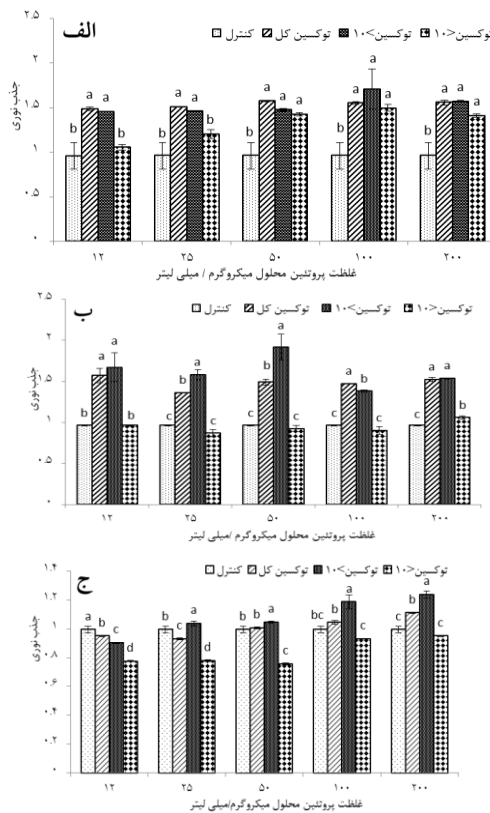 الف
کنترل توکسین کل توکسین>۱۰ توکسین<۱۰
جذب نوری
۲.۵
۲
۱.۵
۱
۰.۵
۰
b a a b
b a a b
b a a a
b a a a
b a a a
۱۲ ۲۵ ۵۰ ۱۰۰ ۲۰۰
غلظت پروتئین محلول میکروگرم / میلی لیتر
ب
کنترل توکسین کل توکسین>۱۰ توکسین<۱۰
جذب نوری
۲.۵
۲
۱.۵
۱
۰.۵
۰
b a a b
c b a c
c b a c
c a b c
c a a b
۱۲ ۲۵ ۵۰ ۱۰۰ ۲۰۰
غلظت پروتئین محلول میکروگرم /میلی لیتر
ج
کنترل توکسین کل توکسین>۱۰ توکسین<۱۰
جذب نوری
۱.۴
۱.۲
۱
۰.۸
۰.۶
۰.۴
۰.۲
۰
a b c d
b c a d
b b a c
bc b a c
c b a c
۱۲ ۲۵ ۵۰ ۱۰۰ ۲۰۰
غلظت پروتئین محلول میکروگرم/میلی لیتر